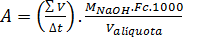 A = (∑ V / Δt) . M_NaOH . Fc . 1000 / V_aliquota